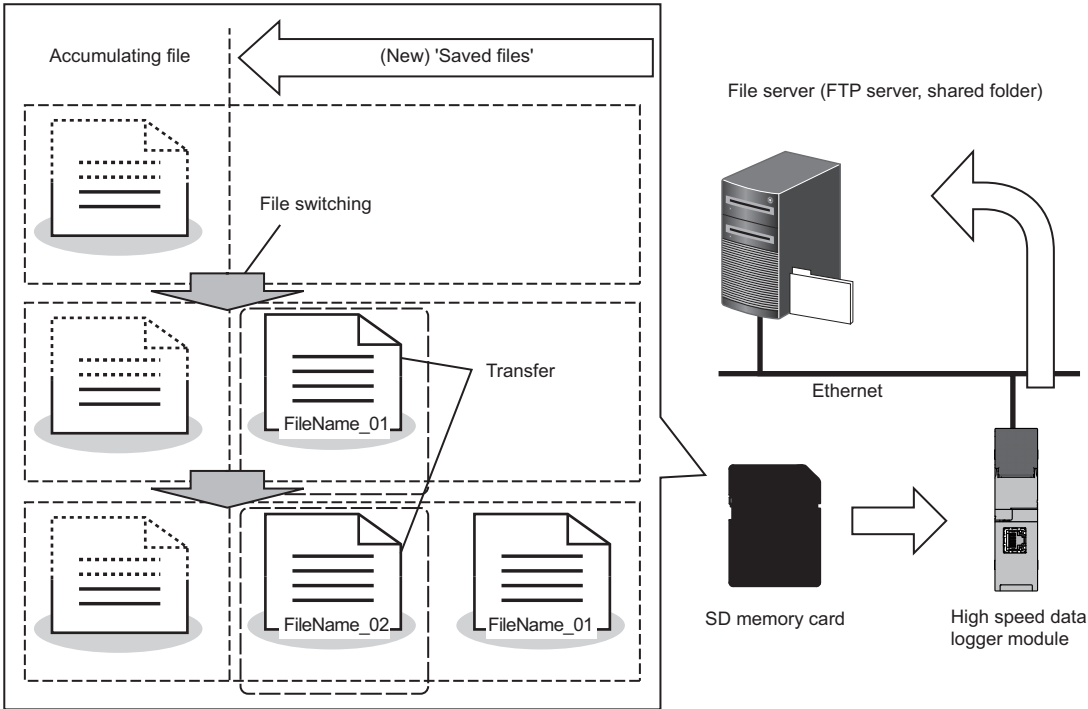 Accumulating file
(New) 'Saved files'
File server (FTP server, shared folder)
File switching
Transfer
Ethernet
FileName_01
FileName_02
FileName_01
SD memory card
High speed data
logger module